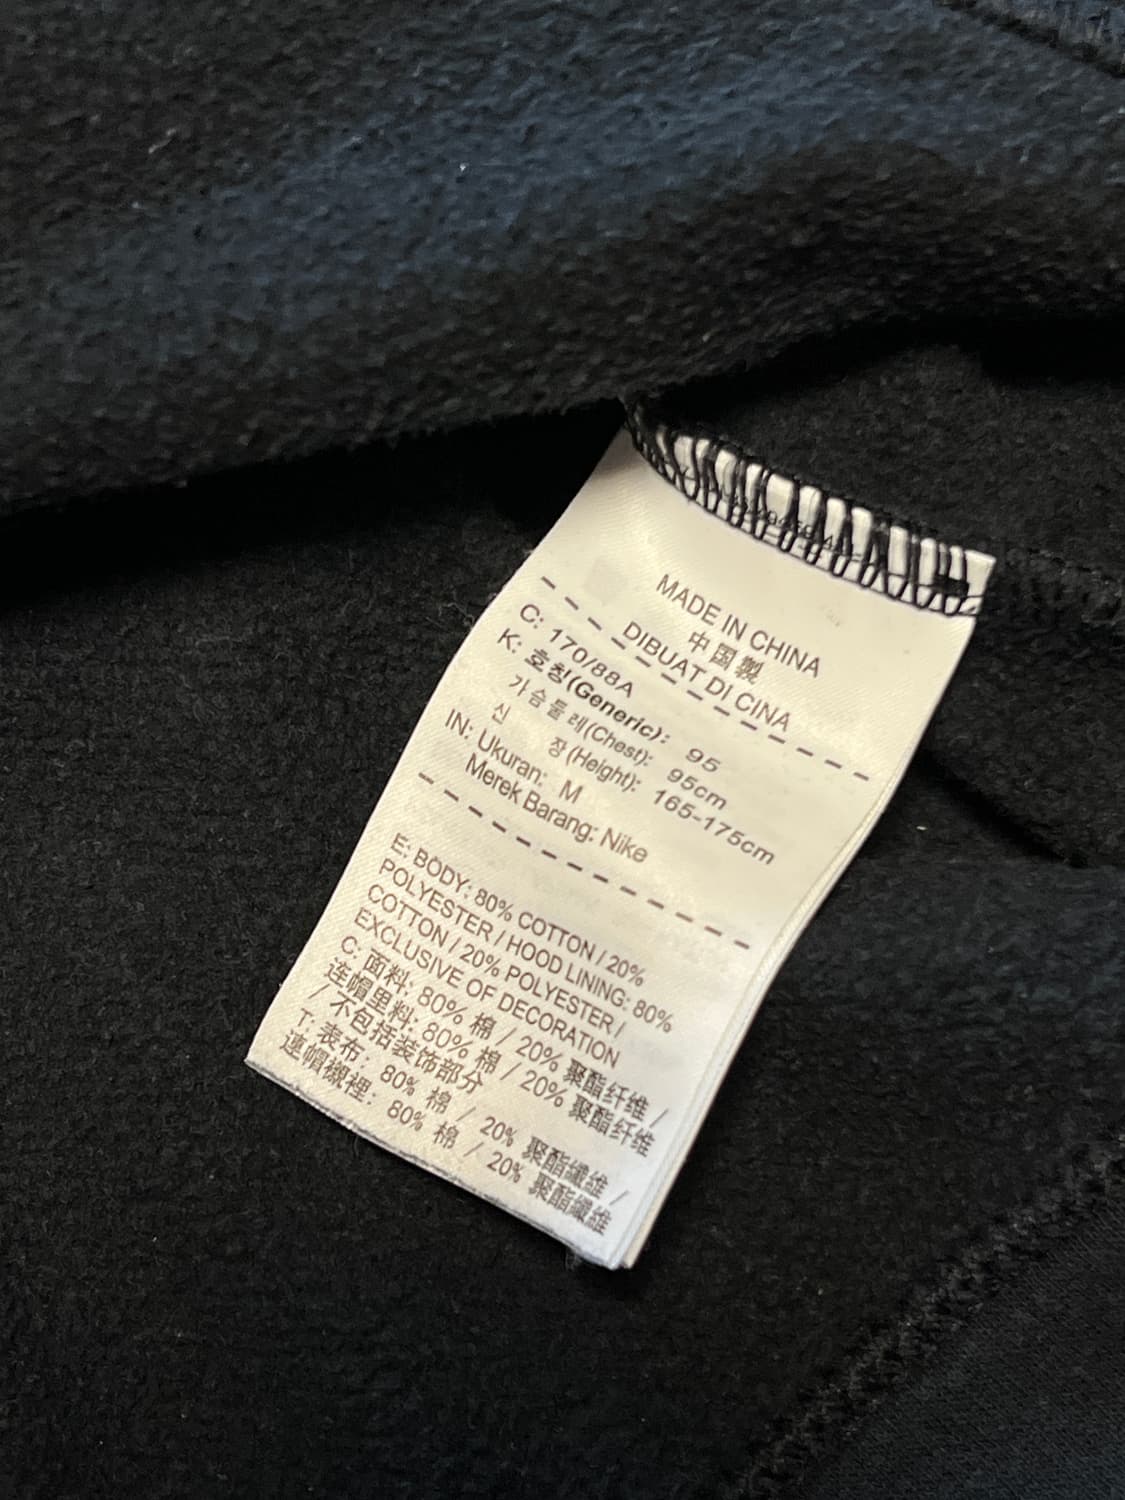 MADE IN CHINA
中国製
DIBUAT DI CINA
C: 170/88A
K: 호칭(Generic): 95
가슴둘레(Chest): 95cm
신 장(Height): 165-175cm
IN: Ukuran: M
Merek Barang: Nike
E: BODY: 80% COTTON / 20%
POLYESTER / HOOD LINING: 80%
COTTON / 20% POLYESTER /
EXCLUSIVE OF DECORATION
C: 面料: 80% 棉 / 20% 聚酯纤维 /
连帽里料: 80% 棉 / 20% 聚酯纤维
/ 不包括装饰部分
T: 表布: 80% 棉 / 20% 聚酯纖維 /
連帽襯裡: 80% 棉 / 20% 聚酯纖維